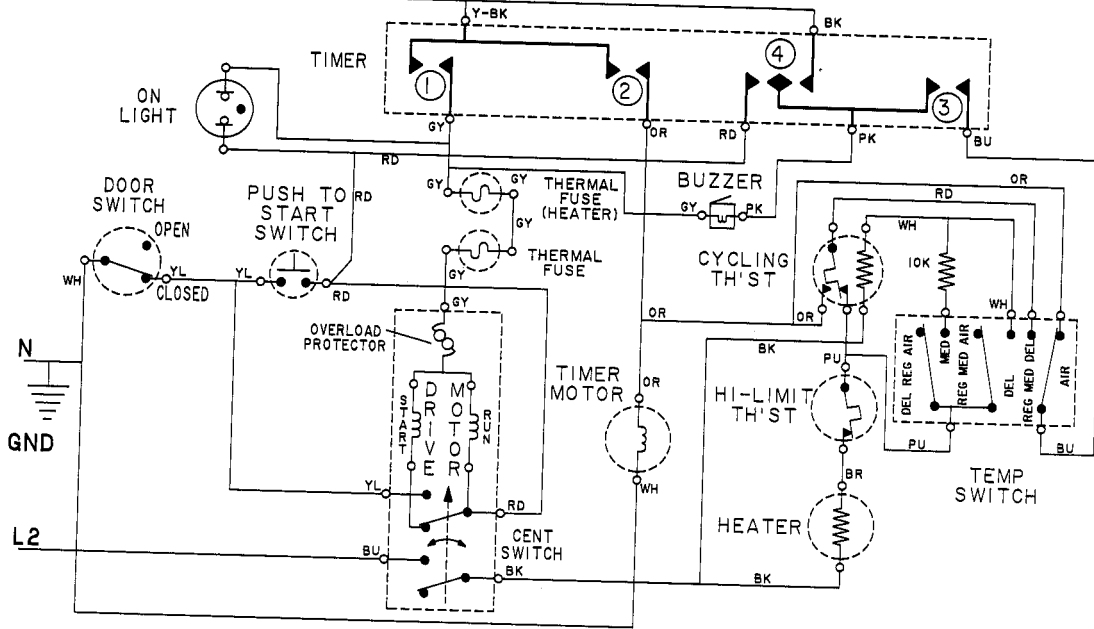 Y-BK
BK
TIMER
1
2
4
3
ON
LIGHT
GY
OR
RD
PK
BU
RD
DOOR
SWITCH
OPEN
PUSH TO
START
SWITCH
RD
GY
GY
THERMAL
FUSE
(HEATER)
GY
BUZZER
GY
PK
OR
RD
WH
THERMAL
FUSE
GY
CYCLING
TH'ST
10K
WH
YL
CLOSED
YL
RD
GY
OVERLOAD
PROTECTOR
OR
OR
BK
WH
N
GND
TIMER
MOTOR
OR
PU
HI-LIMIT
TH'ST
DEL REG AIR
MED
REG MED AIR
DEL
REG MED DEL
AIR
START
DRIVE
MOTOR
RUN
PU
BU
BR
TEMP
SWITCH
YL
RD
WH
HEATER
L2
BU
CENT
SWITCH
BK
BK